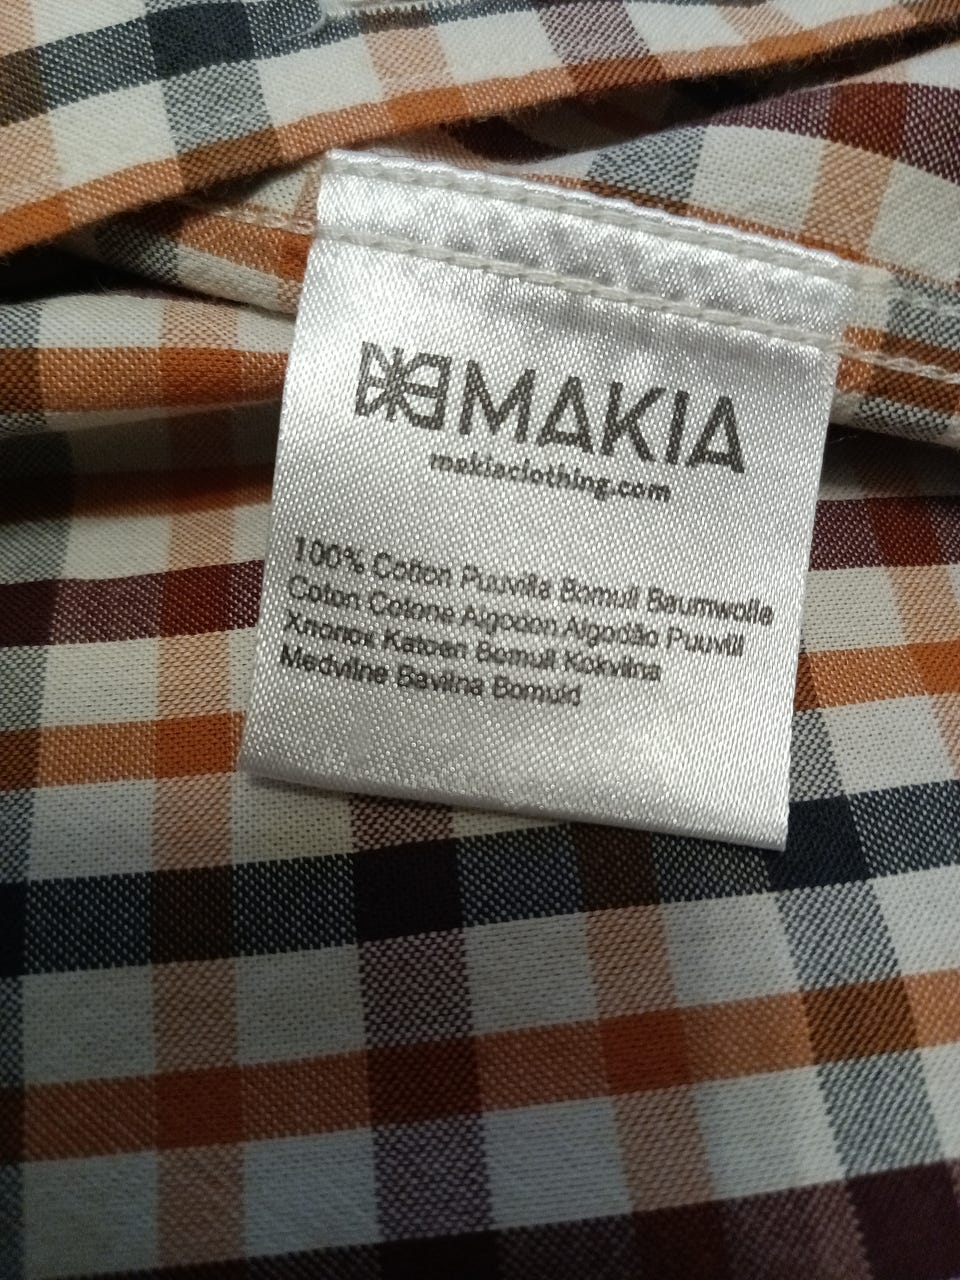 MAKIA
makiaclothing.com
100% Cotton Puuvilla Bomull Baumwolle
Coton Cotone Algodon Algodão Puuvill
Хлопок Katoen Bomull Kokvilna
Medvilne Bavlna Bomuld